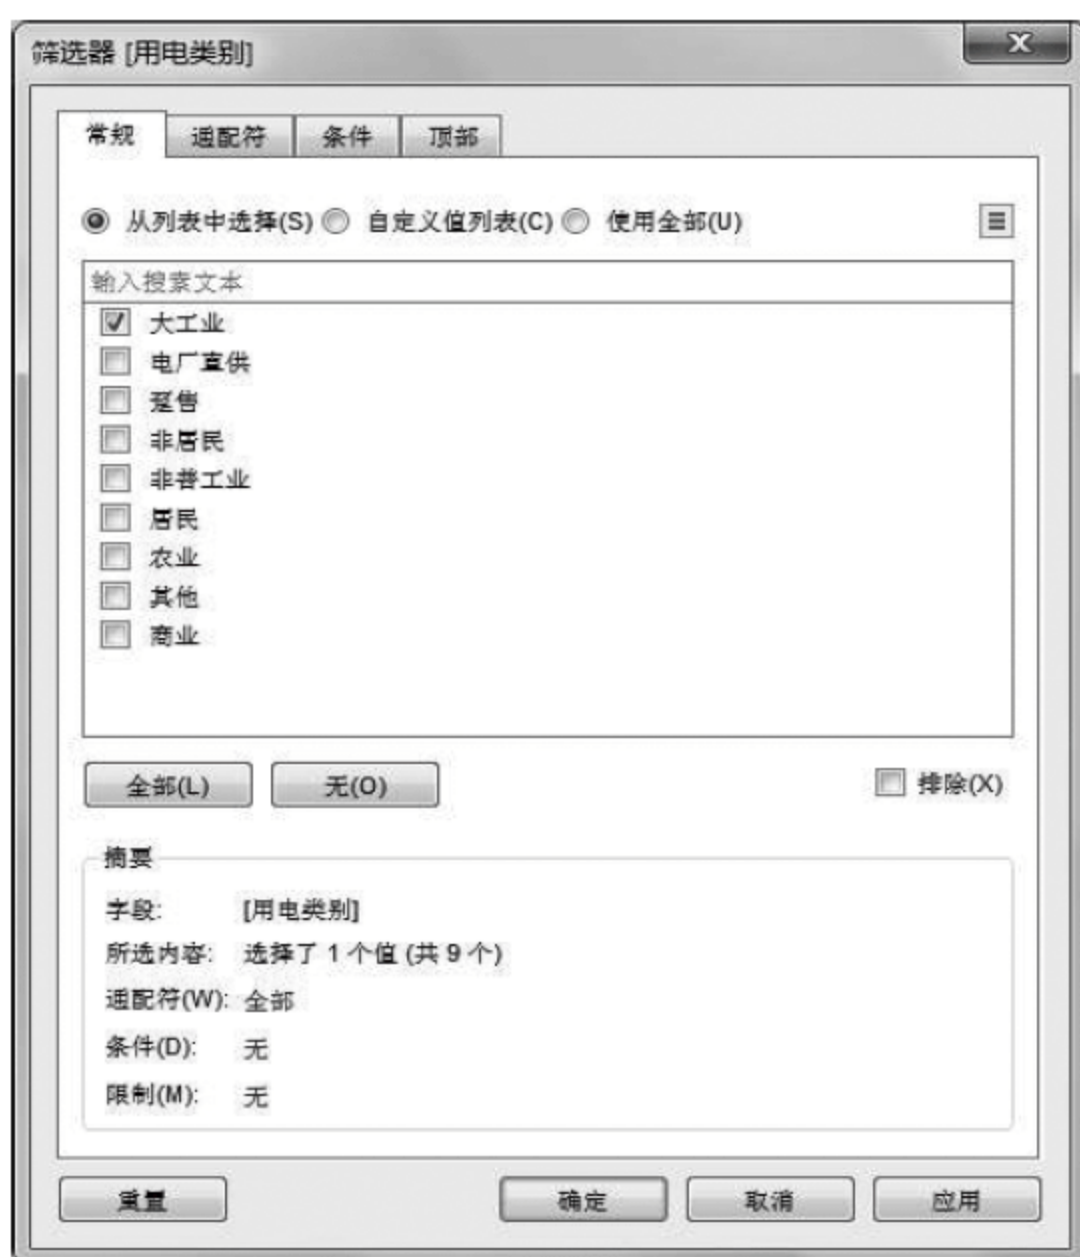 筛选器 [用电类别]
X
常规 通配符 条件 顶部
从列表中选择(S) 自定义值列表(C) 使用全部(U)
输入搜索文本
大工业
电厂直供
趸售
非居民
非普工业
居民
农业
其他
商业
全部(L) 无(O) 排除(X)
摘要
字段: [用电类别]
所选内容: 选择了 1 个值 (共 9 个)
通配符(W): 全部
条件(D): 无
限制(M): 无
重置 确定 取消 应用